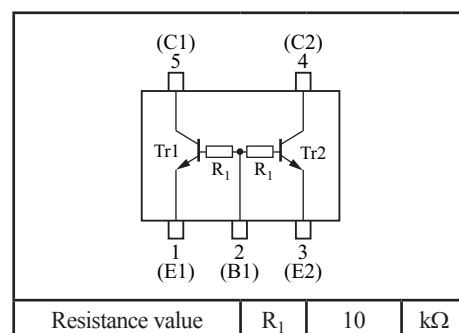 (C1) (C2)
5 4
Tr1 Tr2
R₁ R₁
1 2 3
(E1) (B1) (E2)
Resistance value R₁ 10 kΩ